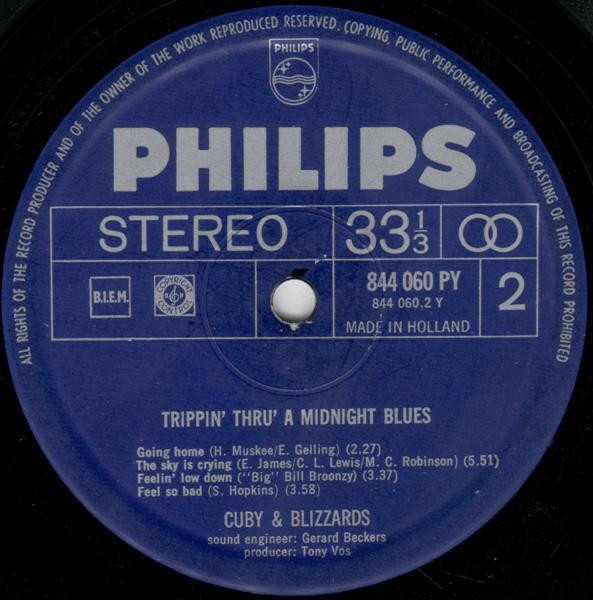 ALL RIGHTS OF THE RECORD PRODUCER AND OF THE OWNER OF THE WORK REPRODUCED RESERVED. COPYING, PUBLIC PERFORMANCE AND BROADCASTING OF THIS RECORD PROHIBITED
PHILIPS
PHILIPS
STEREO 33 1/3
B.I.E.M. COPYRIGHT B CONTROL 844 060 PY 2
844 060.2 Y
MADE IN HOLLAND
TRIPPIN' THRU' A MIDNIGHT BLUES
Going home (H. Muskee/E. Gelling) (2.27)
The sky is crying (E. James/C. L. Lewis/M. C. Robinson) (5.51)
Feelin' low down (''Big'' Bill Broonzy) (3.37)
Feel so bad (S. Hopkins) (3.58)
CUBY & BLIZZARDS
sound engineer: Gerard Beckers
producer: Tony Vos